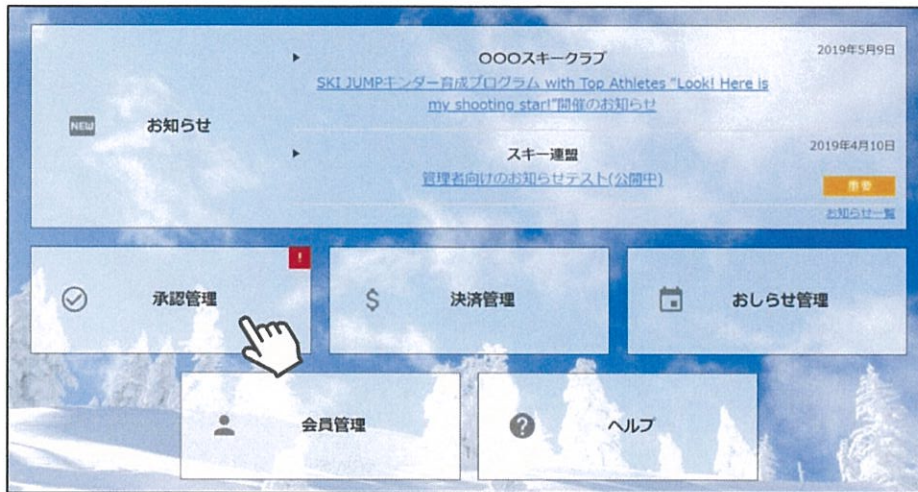 NEW
お知らせ
〇〇〇スキークラブ
2019年5月9日
SKI JUMPキンダー育成プログラム with Top Athletes "Look! Here is
my shooting star!"開催のお知らせ
スキー連盟
2019年4月10日
管理者向けのお知らせテスト(公開中)
重要
お知らせ一覧
!
承認管理
$
決済管理
おしらせ管理
会員管理
?
ヘルプ